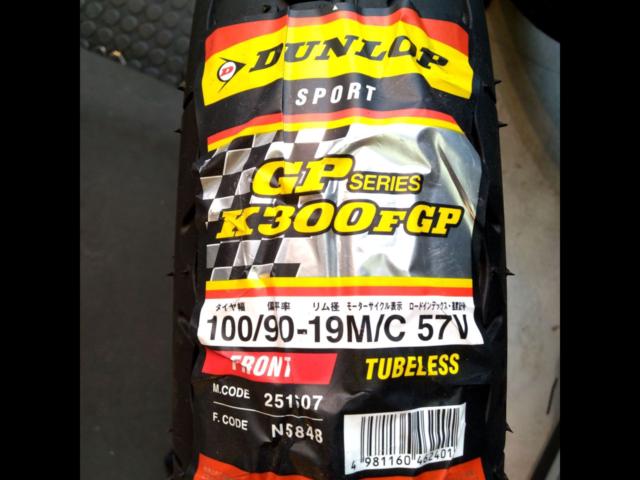 DUNLOP
SPORT
GP SERIES
K300FGP
タイヤ幅 偏平率 リム径 モーターサイクル表示 ロードインデックス・速度記号
100/90-19M/C 57V
FRONT TUBELESS
M.CODE 251607
F. CODE N5848
4 981160 462401